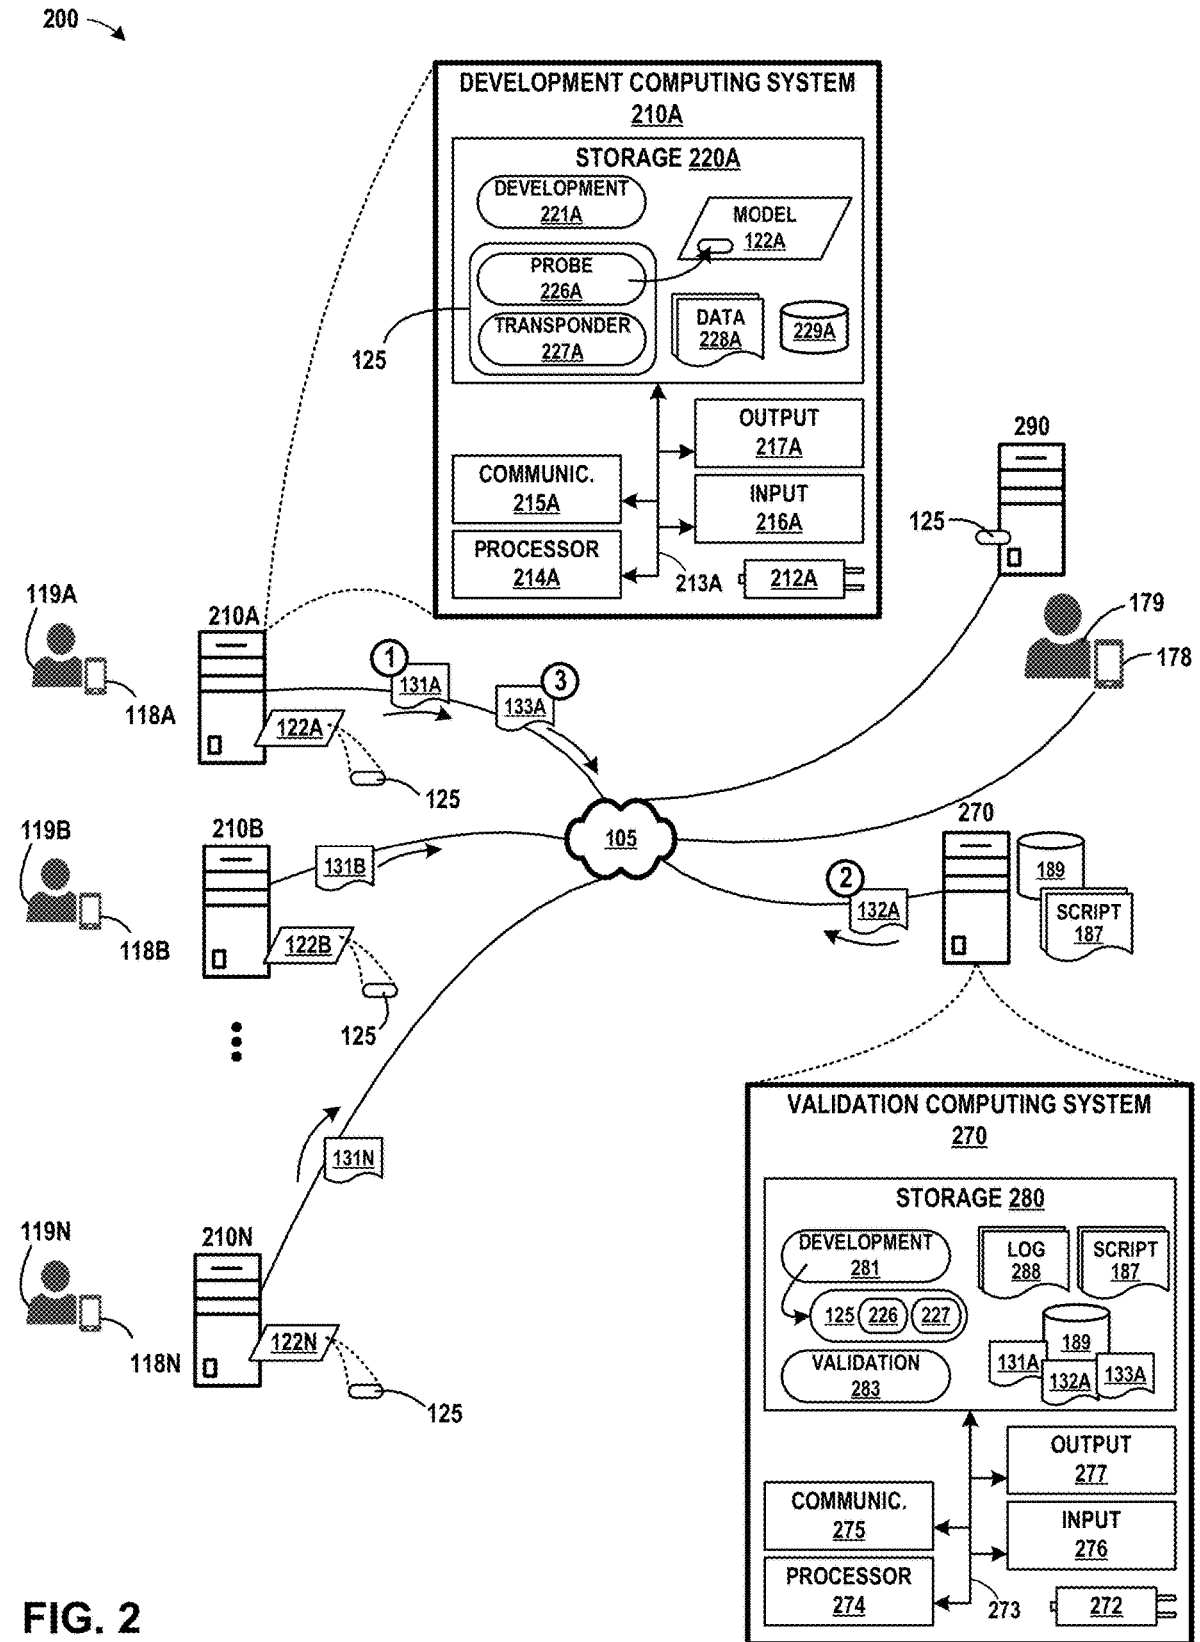 200
DEVELOPMENT COMPUTING SYSTEM
210A
STORAGE 220A
DEVELOPMENT
221A
MODEL
122A
PROBE
226A
TRANSPONDER
227A
125
DATA
228A
229A
OUTPUT
217A
COMMUNIC.
215A
INPUT
216A
PROCESSOR
214A
213A
212A
290
125
179
178
119A
118A
210A
122A
125
1
131A
3
133A
119B
118B
210B
131B
122B
125
105
270
2
132A
189
SCRIPT
187
131N
119N
118N
210N
122N
125
VALIDATION COMPUTING SYSTEM
270
STORAGE 280
DEVELOPMENT
281
LOG
288
SCRIPT
187
125 226 227
VALIDATION
283
189
131A
132A
133A
OUTPUT
277
COMMUNIC.
275
INPUT
276
PROCESSOR
274
273
272
FIG. 2